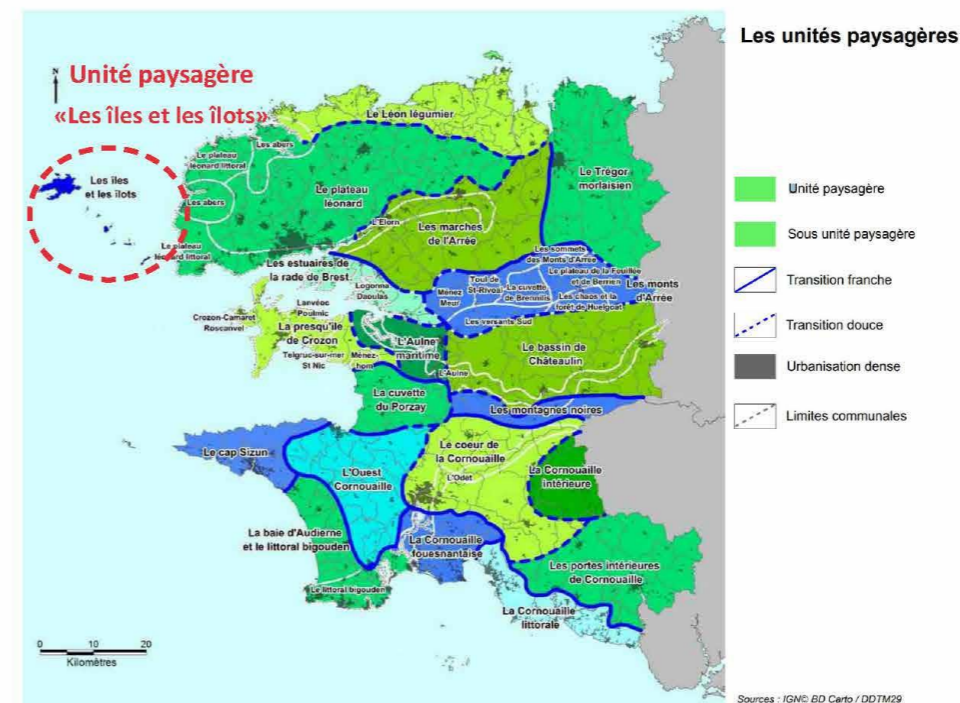 Les unités paysagères
Unité paysagère
«Les îles et les îlots»
N
Les îles
et les îlots
Le Léon légumier
Les abers
Le plateau
léonard littoral
Le plateau
léonard
Les abers
Le Trégor
morlaisien
L'Elorn
Les marches
de l'Arrée
Le plateau
léonard littoral
Les estuaires de
la rade de Brest
Les sommets
des Monts d'Arrée
Le plateau de la Feuillée
et de Berrien
Toul de
St-Rivoal
La cuvette
de Brennilis
Les monts
d'Arrée
Ménez
Meur
Les chaos et la
forêt de Huelgoat
Les versants Sud
Logonna
Daoulas
Lanvéoc
Poulmic
Crozon-Camaret
Roscanvel
La presqu'île
de Crozon
L'Aulne
maritime
Telgruc-sur-mer
St Nic
Ménez-
hom
L'Aulne
Le bassin de
Châteaulin
La cuvette
du Porzay
Les montagnes noires
Le cap Sizun
L'Ouest
Cornouaille
Le coeur de
la Cornouaille
L'Odet
La Cornouaille
intérieure
La baie d'Audierne
et le littoral bigouden
La Cornouaille
fouesnantaise
Les portes intérieures
de Cornouaille
Le littoral bigouden
La Cornouaille
littorale
0 10 20
Kilomètres
Unité paysagère
Sous unité paysagère
Transition franche
Transition douce
Urbanisation dense
Limites communales
Sources : IGN© BD Carto / DDTM29